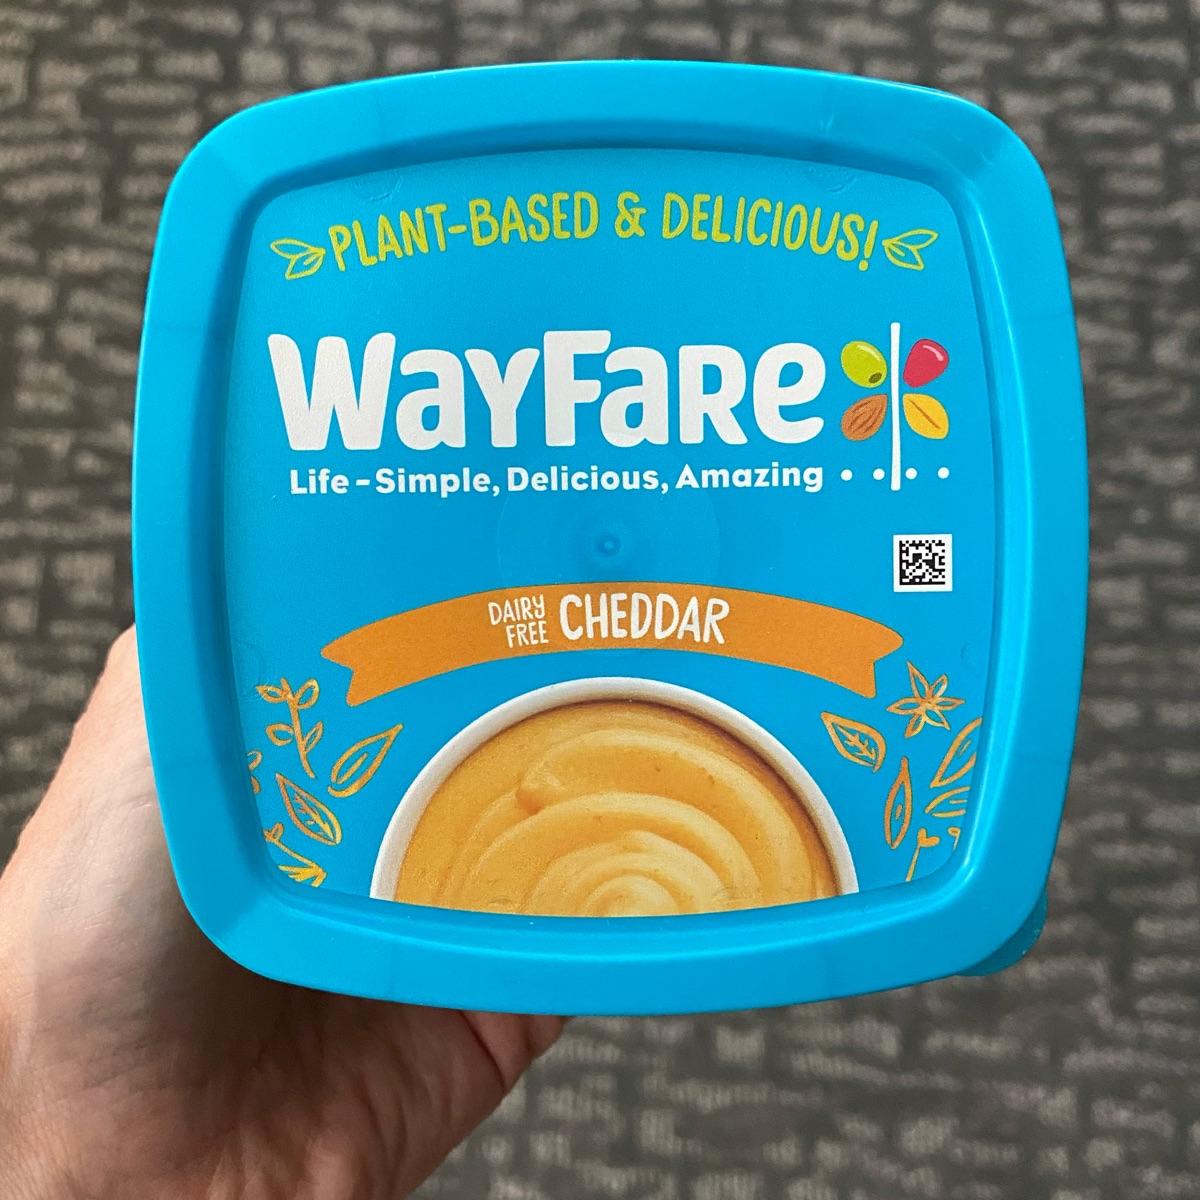 PLANT-BASED & DELICIOUS!
WayFare
Life-Simple, Delicious, Amazing
DAIRY FREE CHEDDAR